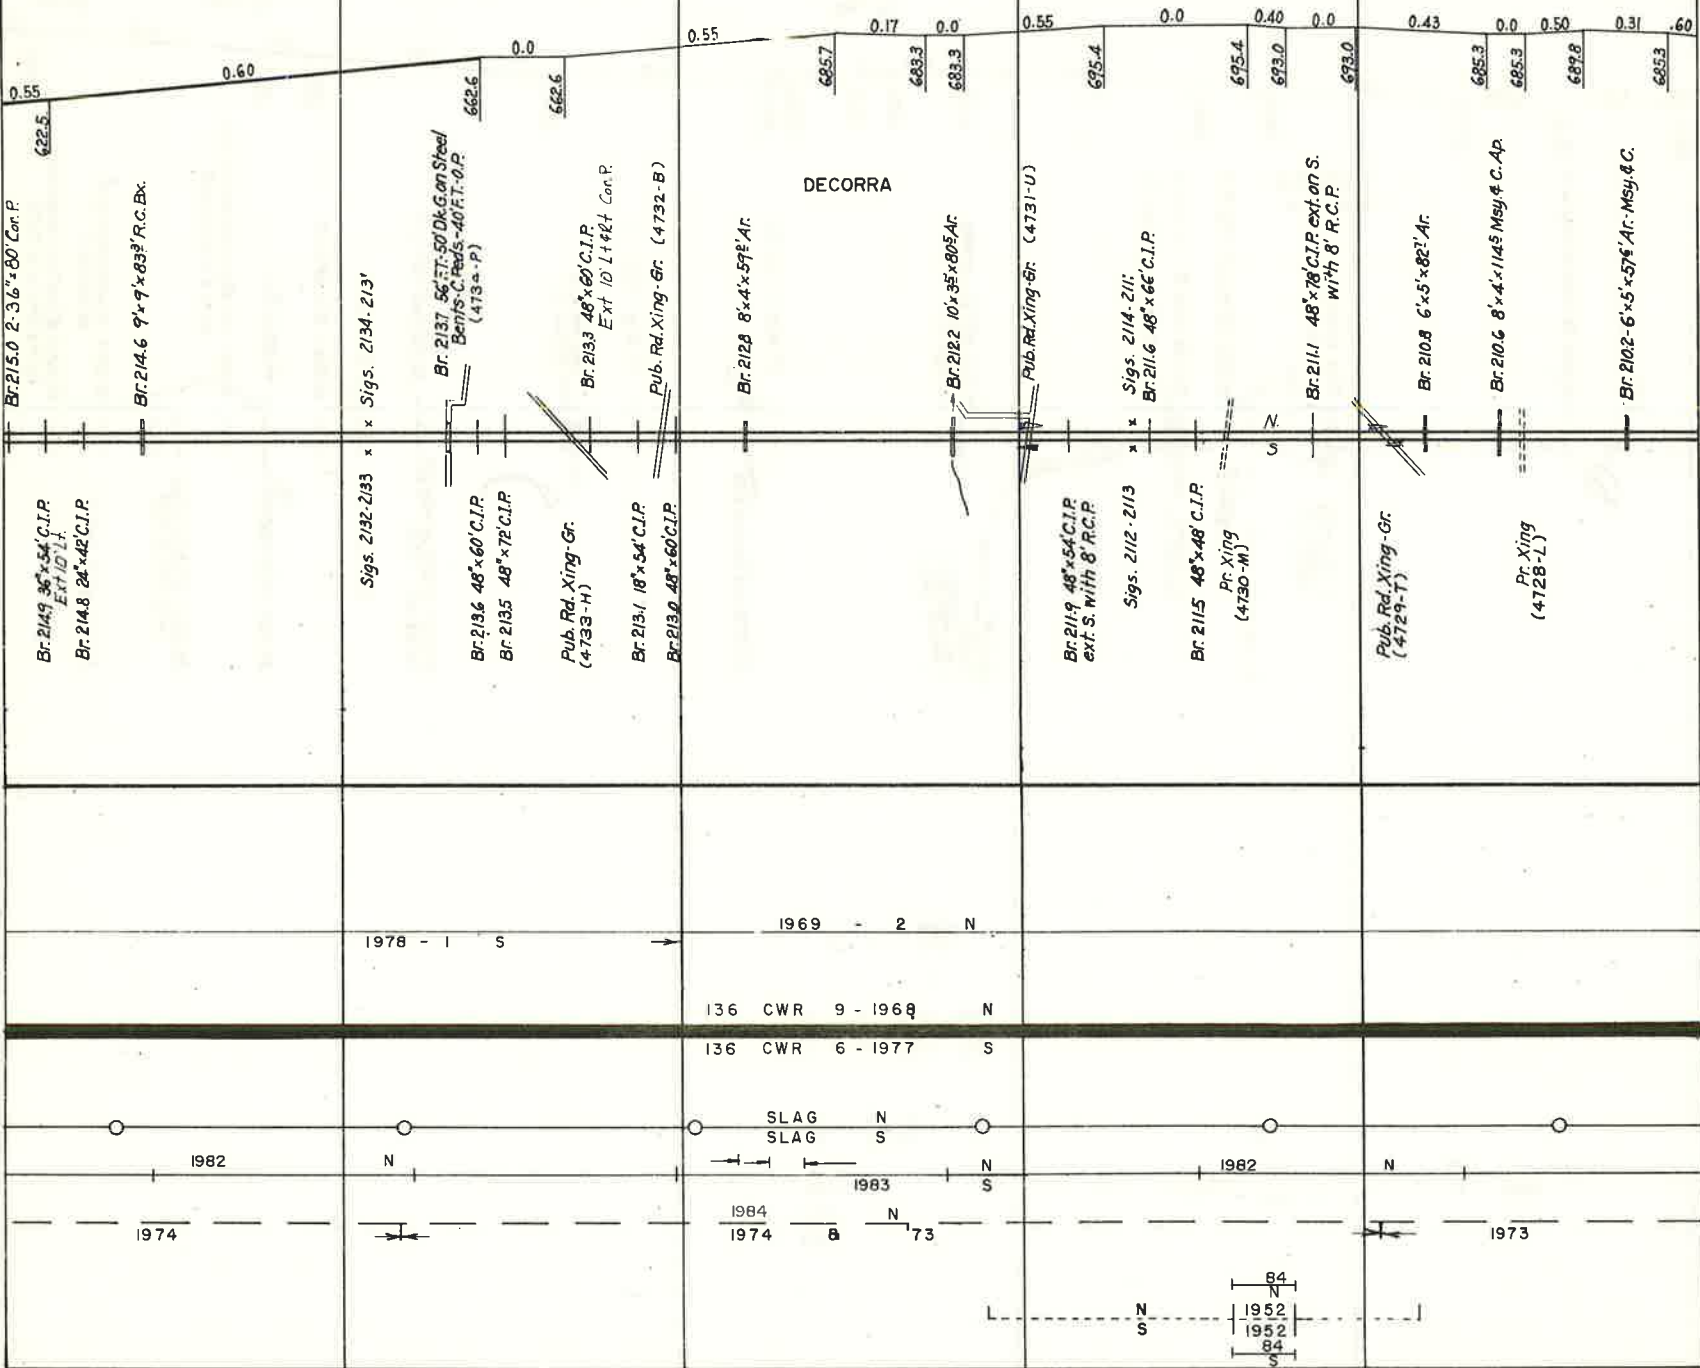 0.55
0.60
0.0
0.55
0.17
0.0
0.55
0.0
0.40
0.0
0.43
0.0
0.50
0.31
.60
622.5
662.6
662.6
685.7
683.3
683.3
695.4
695.4
693.0
693.0
685.3
685.3
689.8
685.3
DECORRA
Br. 215.0 2-36"x80' Con. P.
Br. 214.6 9'x9'x83³' R.C. Bx.
Sigs. 2134-213'
Br. 213.7 56' T.T.-50' Dk.G. on Steel
Bents-C. Peds.-40' F.T.-O.P.
Br. 213.3 48"x60' C.I.P.
Ext 10' Lt & Rt Con. P.
Pub. Rd. Xing-Gr. (4732-B)
Br. 212.8 8'x4'x59²' Ar.
Br. 212.2 10'x3⁵'x80⁵' Ar.
Pub. Rd. Xing-Gr. (4731-U)
Sigs. 2114-211'
Br. 211.6 48"x66' C.I.P.
Br. 211.1 48"x78' C.I.P. ext. on S.
with 8' R.C.P.
Br. 210.8 6'x5'x82⁷' Ar.
Br. 210.6 8'x4'x114⁵ Msy. & C. Ap.
Br. 210.2-6'x5'x57⁶' Ar.-Msy. & C.
N.
S
Br. 214.9 36"x54' C.I.P.
Ext 10' Lt.
Br. 214.8 24"x42' C.I.P.
Sigs. 2132-2133
Br. 213.6 48"x60' C.I.P.
Br. 213.5 48"x72' C.I.P.
Pub. Rd. Xing-Gr.
(4733-H)
Br. 213.1 18"x54' C.I.P.
Br. 213.0 48"x60' C.I.P.
Br. 211.9 48"x54' C.I.P.
ext. S. with 8' R.C.P.
Sigs. 2112-2113
Br. 211.5 48"x48' C.I.P.
Pr. Xing
(4730-M)
Pub. Rd. Xing-Gr.
(4729-T)
Pr. Xing
(4728-L)
1969 - 2 N
1978 - 1 S
136 CWR 9 - 1968 N
136 CWR 6 - 1977 S
SLAG N
SLAG S
1982 N
N
1982 N
1983 S
1984 N
1974
1974 & '73
1973
84
N
N 1952
S 1952
84
S